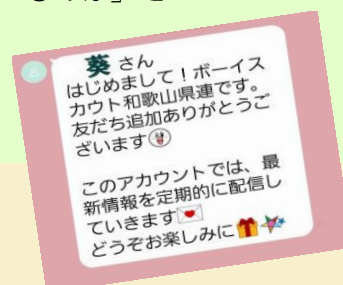 葵さん
はじめまして！ボーイス
カウト和歌山県連です。
友だち追加ありがとうご
ざいます
このアカウントでは、最
新情報を定期的に配信し
ていきます💌
どうぞお楽しみに🎁